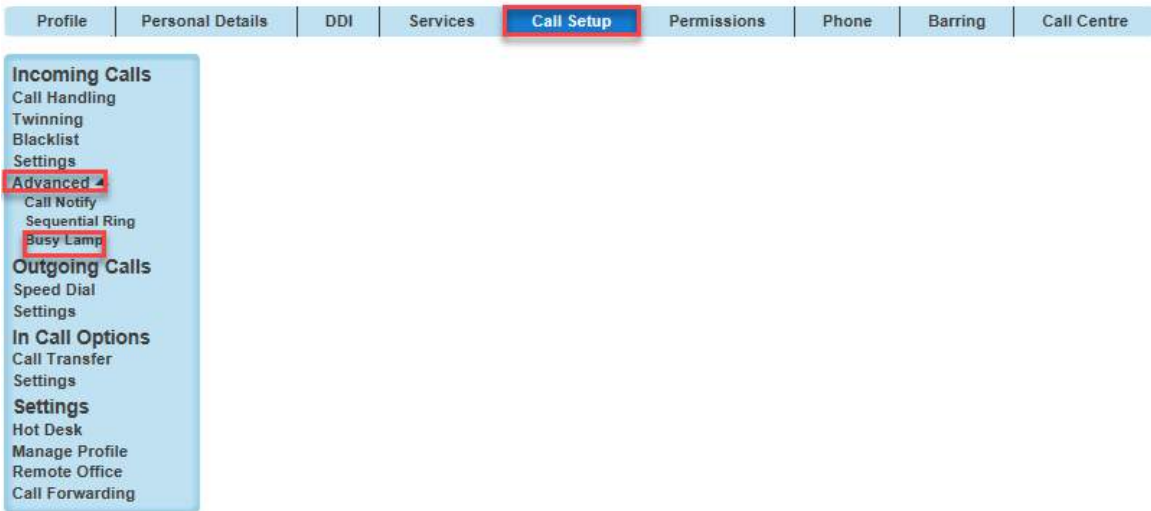 Profile Personal Details DDI Services Call Setup Permissions Phone Barring Call Centre
Incoming Calls
Call Handling
Twinning
Blacklist
Settings
Advanced
Call Notify
Sequential Ring
Busy Lamp
Outgoing Calls
Speed Dial
Settings
In Call Options
Call Transfer
Settings
Settings
Hot Desk
Manage Profile
Remote Office
Call Forwarding